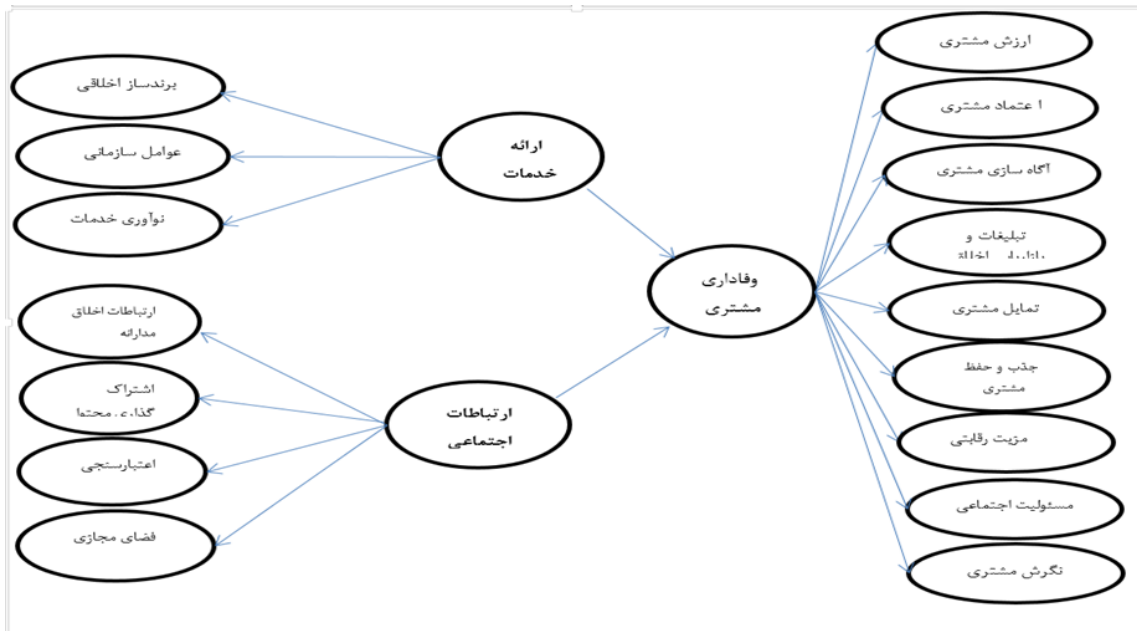 ارزش مشتری
ا عتماد مشتری
آگاه سازی مشتری
تبلیغات و
تمایل مشتری
جذب و حفظ
مشتری
مزیت رقابتی
مسئولیت اجتماعی
نگرش مشتری
وفاداری
مشتری
ارائه
خدمات
ارتباطات
اجتماعی
برندساز اخلاقی
عوامل سازمانی
نوآوری خدمات
ارتباطات اخلاق
مدارانه
اشتراک
گذاری محتوا
اعتبارسنجی
فضای مجازی